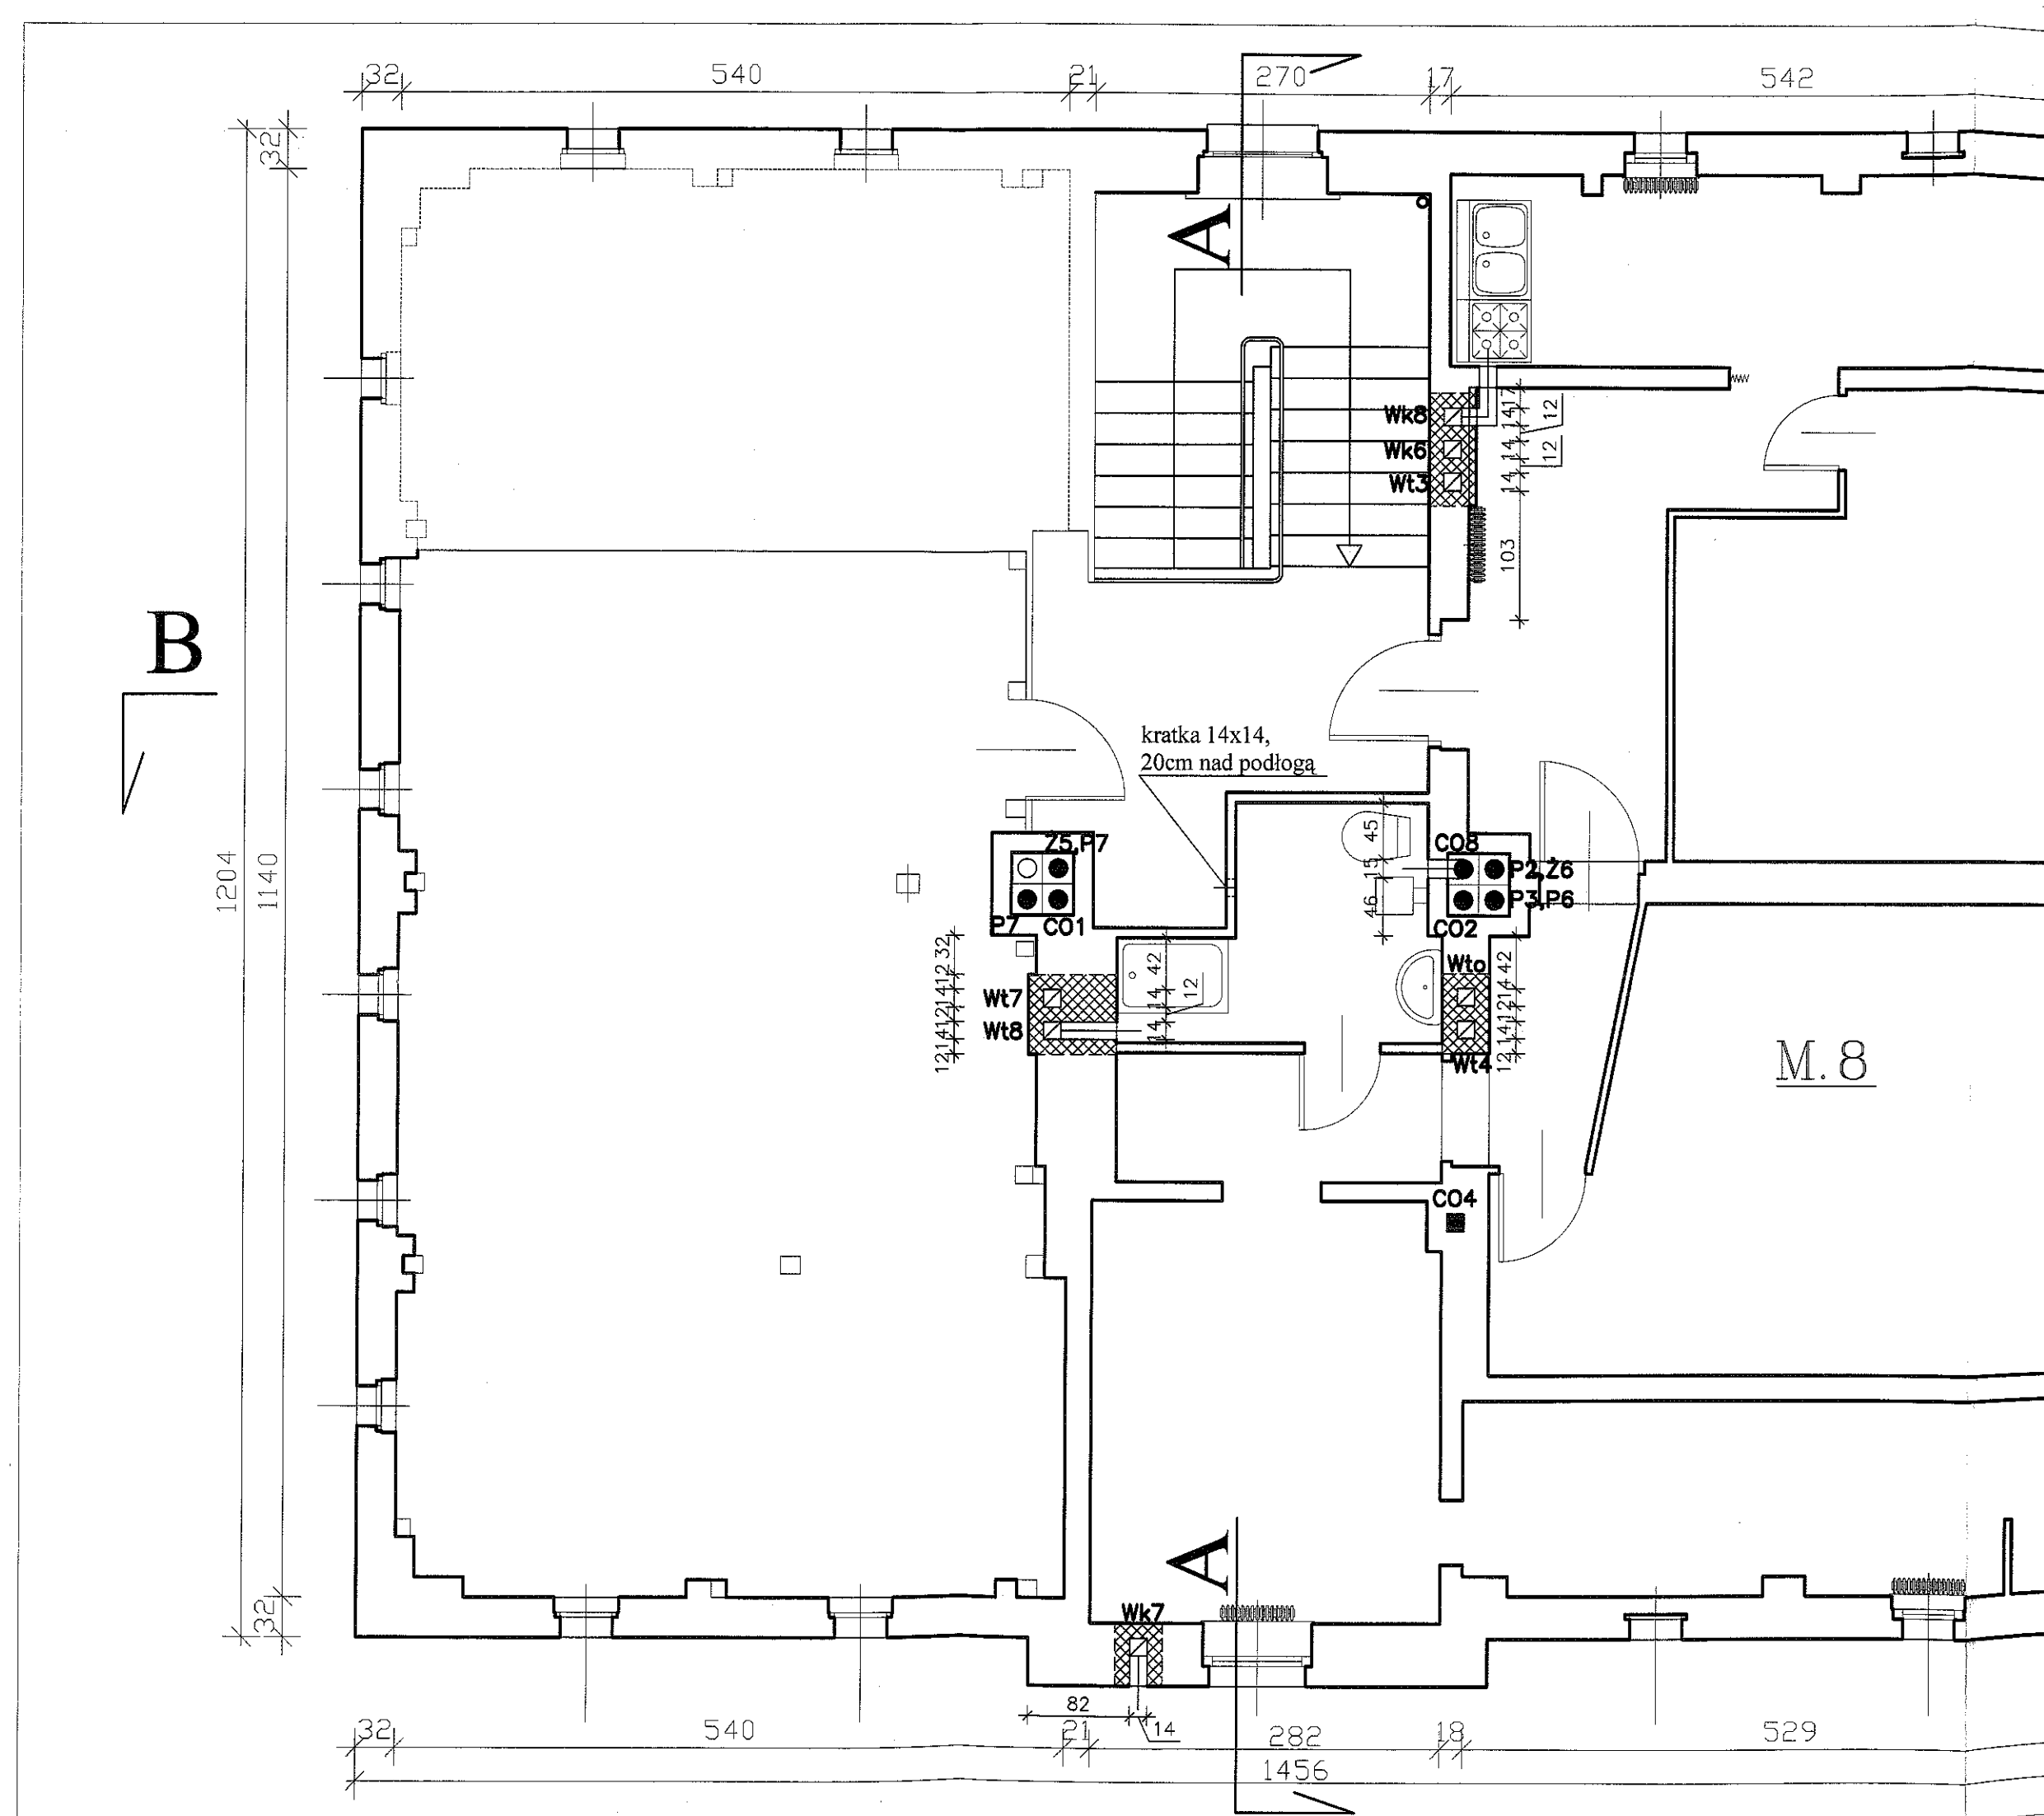 32
540
21
270
17
542
32
A
Wk8
Wk6
Wt3
17
14
12
14
12
14
103
B
kratka 14x14,
20cm nad podłogą
1204
1140
45
15
46
Ż5,P7
P7
CO1
CO8
P2,Ż6
P3,P6
CO2
32
12
14
12
14
12
42
14
12
14
Wt7
Wt8
Wto
Wt4
42
14
12
14
12
M.8
CO4
A
Wk7
32
82
14
32
540
21
282
18
529
1456